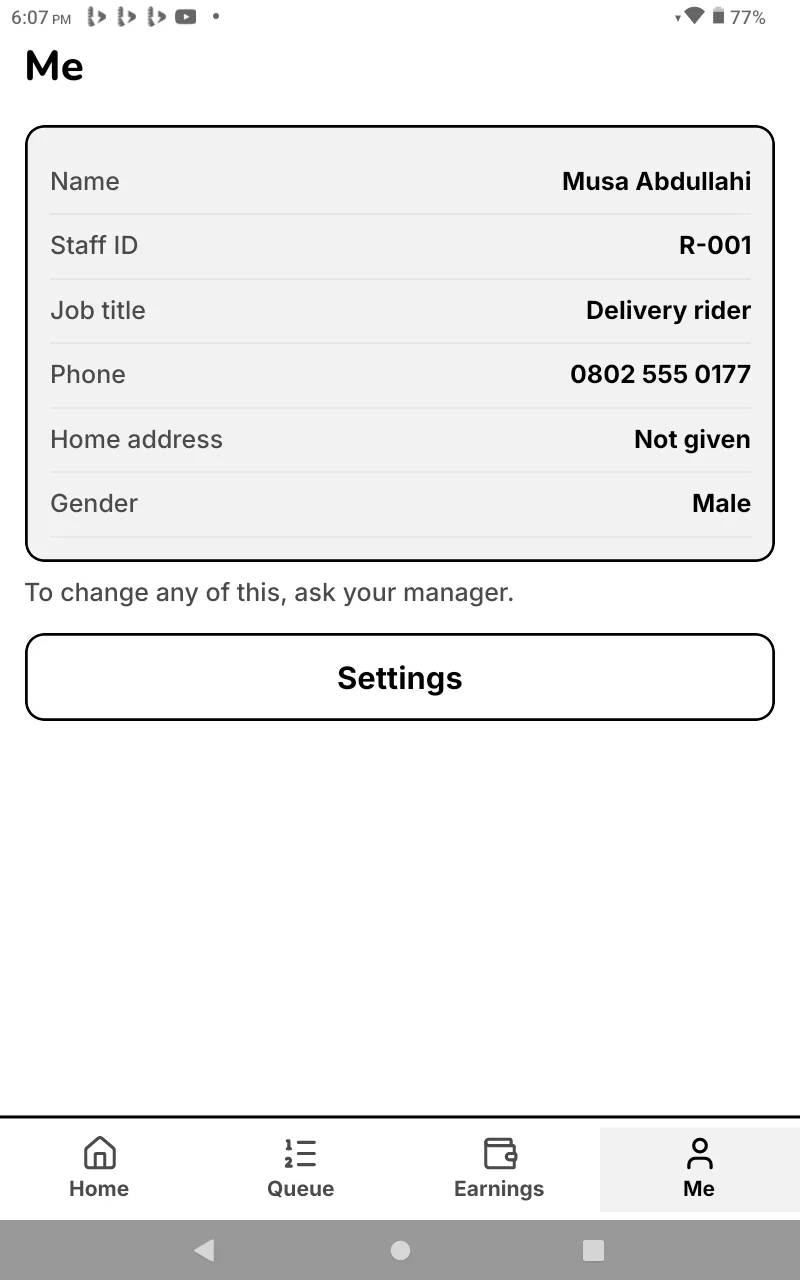 6:07 PM
77%
Me
Name Musa Abdullahi
Staff ID R-001
Job title Delivery rider
Phone 0802 555 0177
Home address Not given
Gender Male
To change any of this, ask your manager.
Settings
1
2
Home Queue Earnings Me